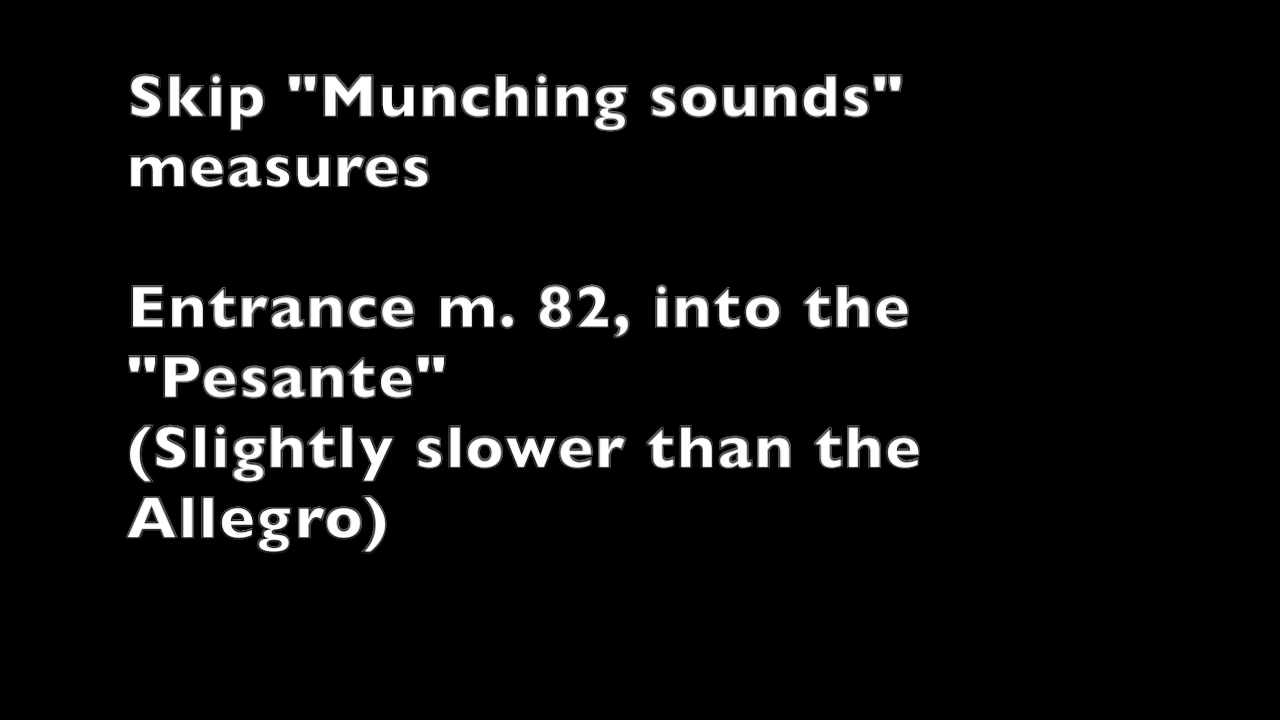 Skip "Munching sounds"
measures
Entrance m. 82, into the
"Pesante"
(Slightly slower than the
Allegro)